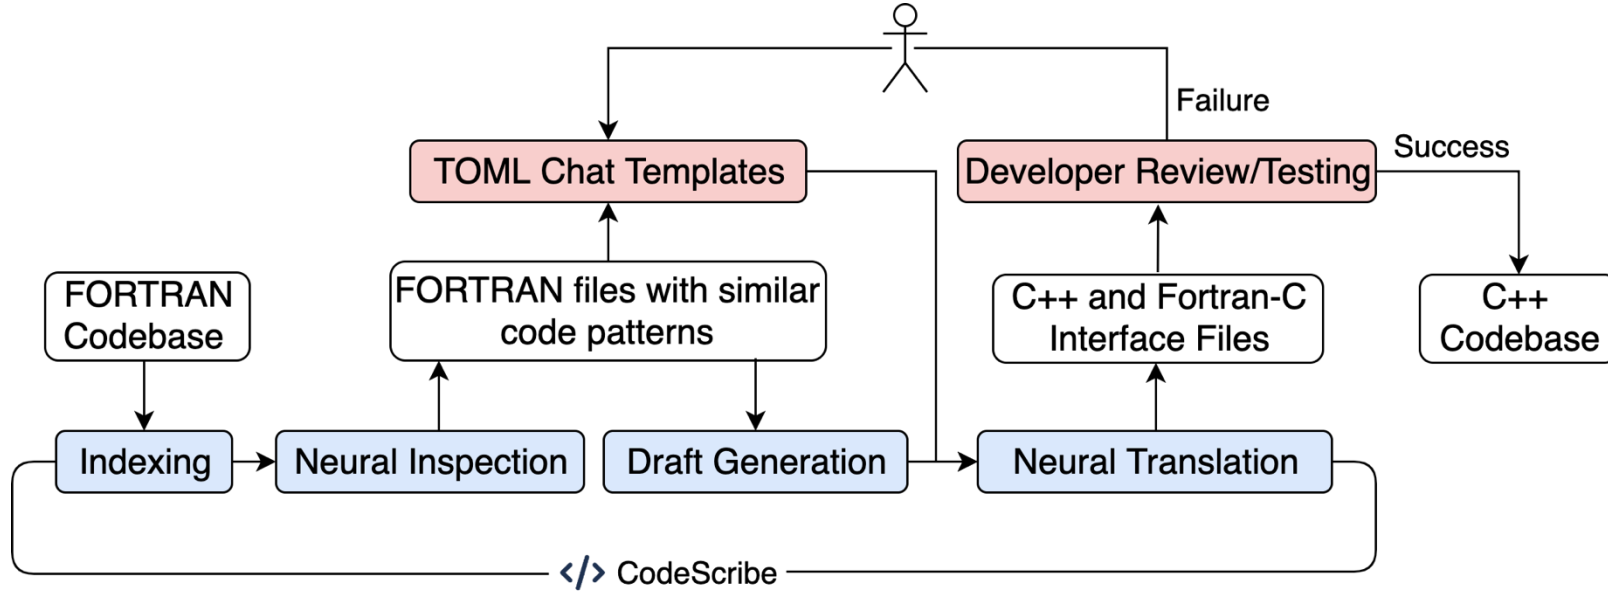 Failure
Success
TOML Chat Templates
Developer Review/Testing
FORTRAN
Codebase
FORTRAN files with similar
code patterns
C++ and Fortran-C
Interface Files
C++
Codebase
Indexing
Neural Inspection
Draft Generation
Neural Translation
</> CodeScribe